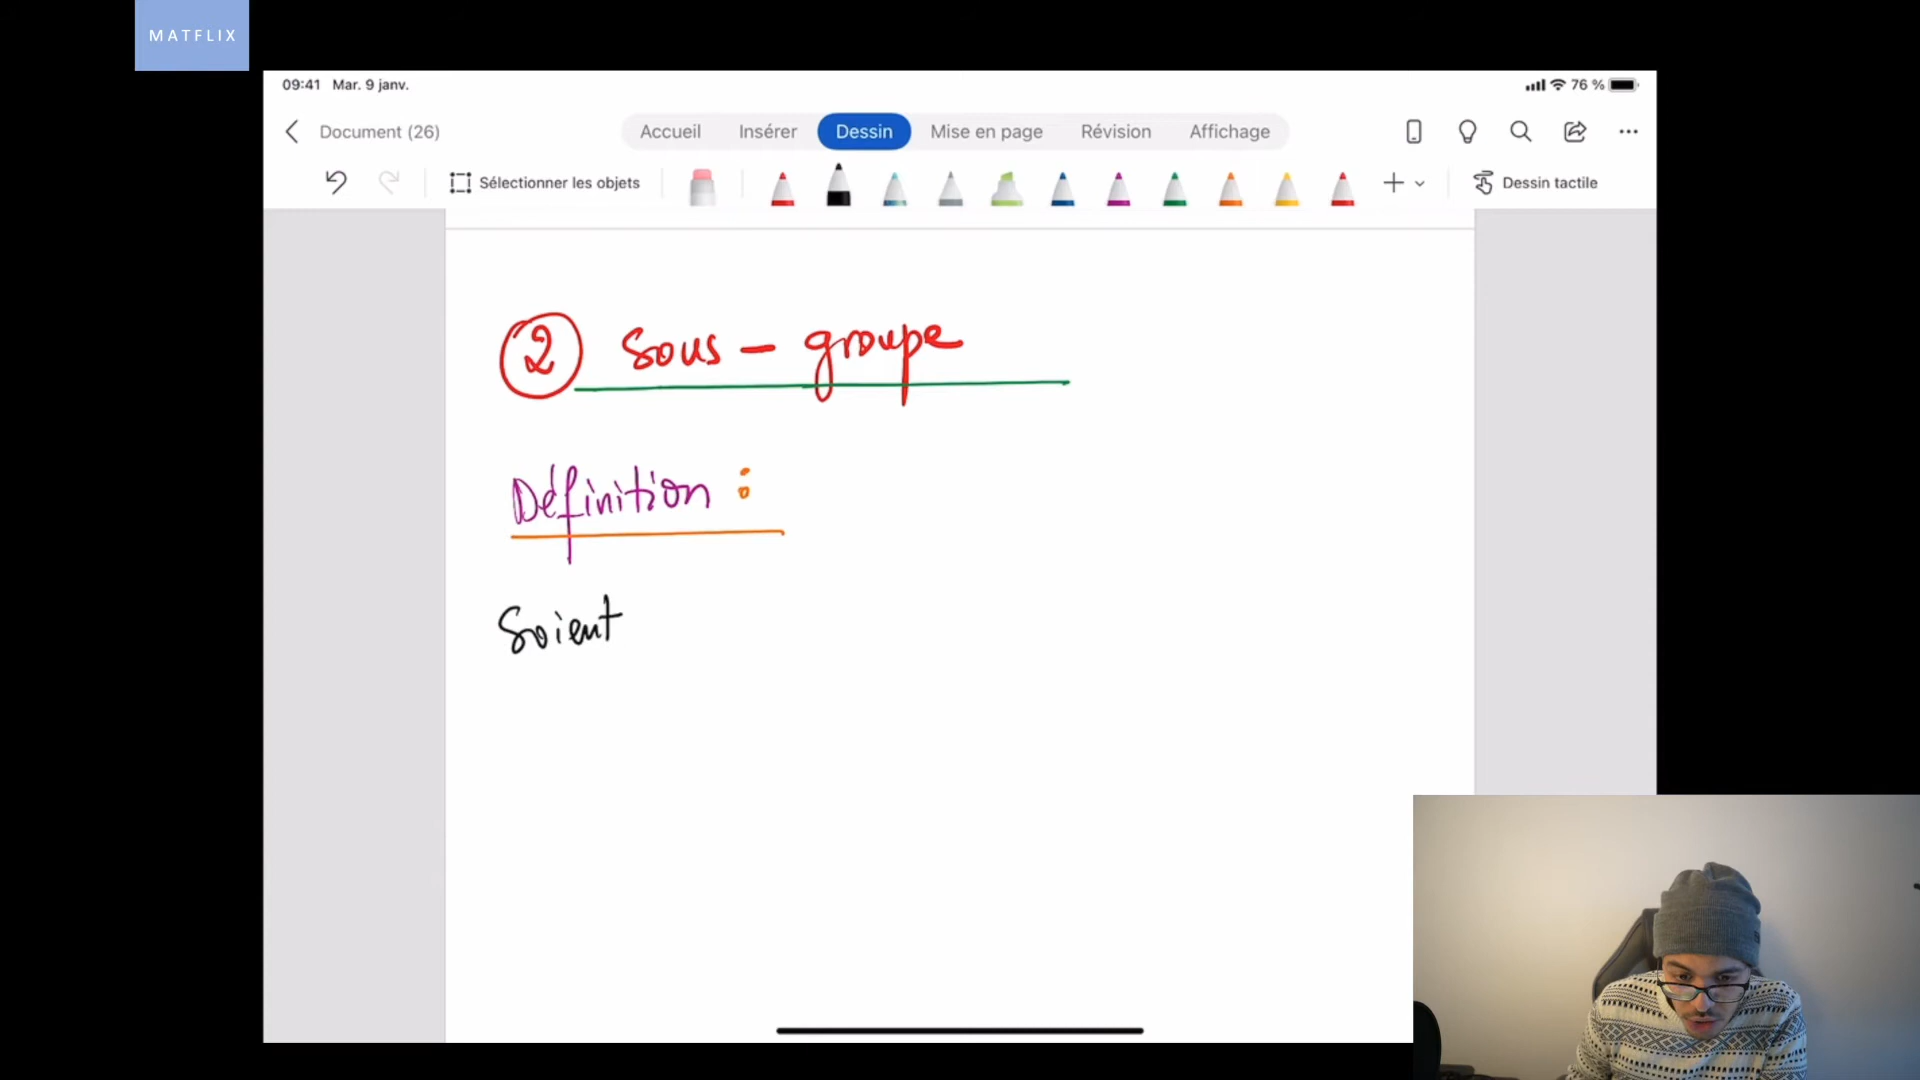 MATFLIX
09:41 Mar. 9 janv.
76 %
Document (26)
Accueil Insérer Dessin Mise en page Révision Affichage
Sélectionner les objets
Dessin tactile
2 Sous - groupe
Définition :
Soient